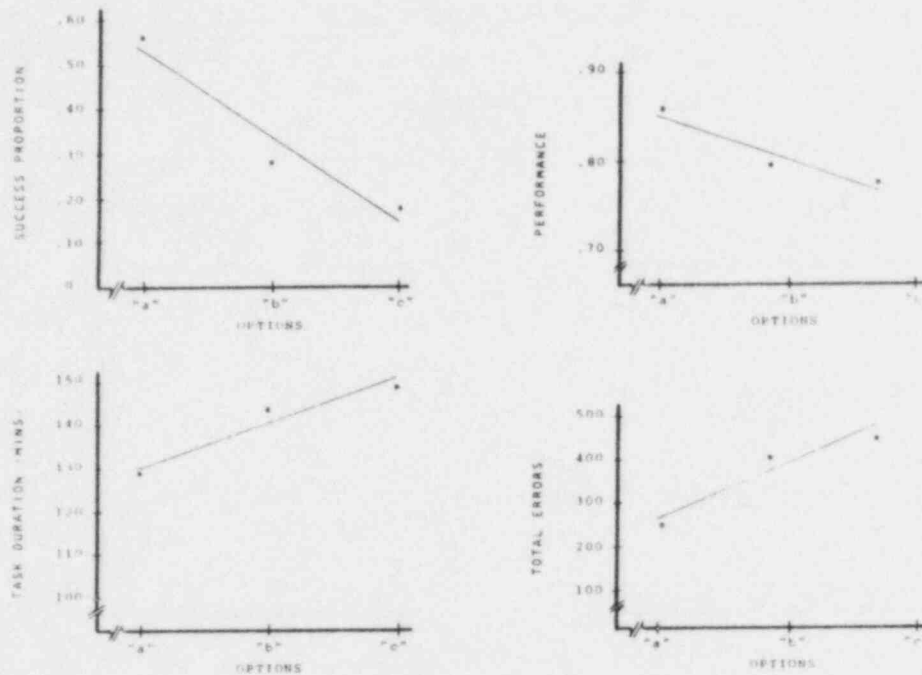 .60
.50
.40
.30
.20
.10
0
SUCCESS PROPORTION
"a"
"b"
"c"
OPTIONS
.90
.80
.70
PERFORMANCE
"a"
"b"
OPTIONS
150
140
130
120
110
100
TASK DURATION (MINS)
"a"
"b"
"c"
OPTIONS
500
400
300
200
100
TOTAL ERRORS
"a"
"b"
OPTIONS